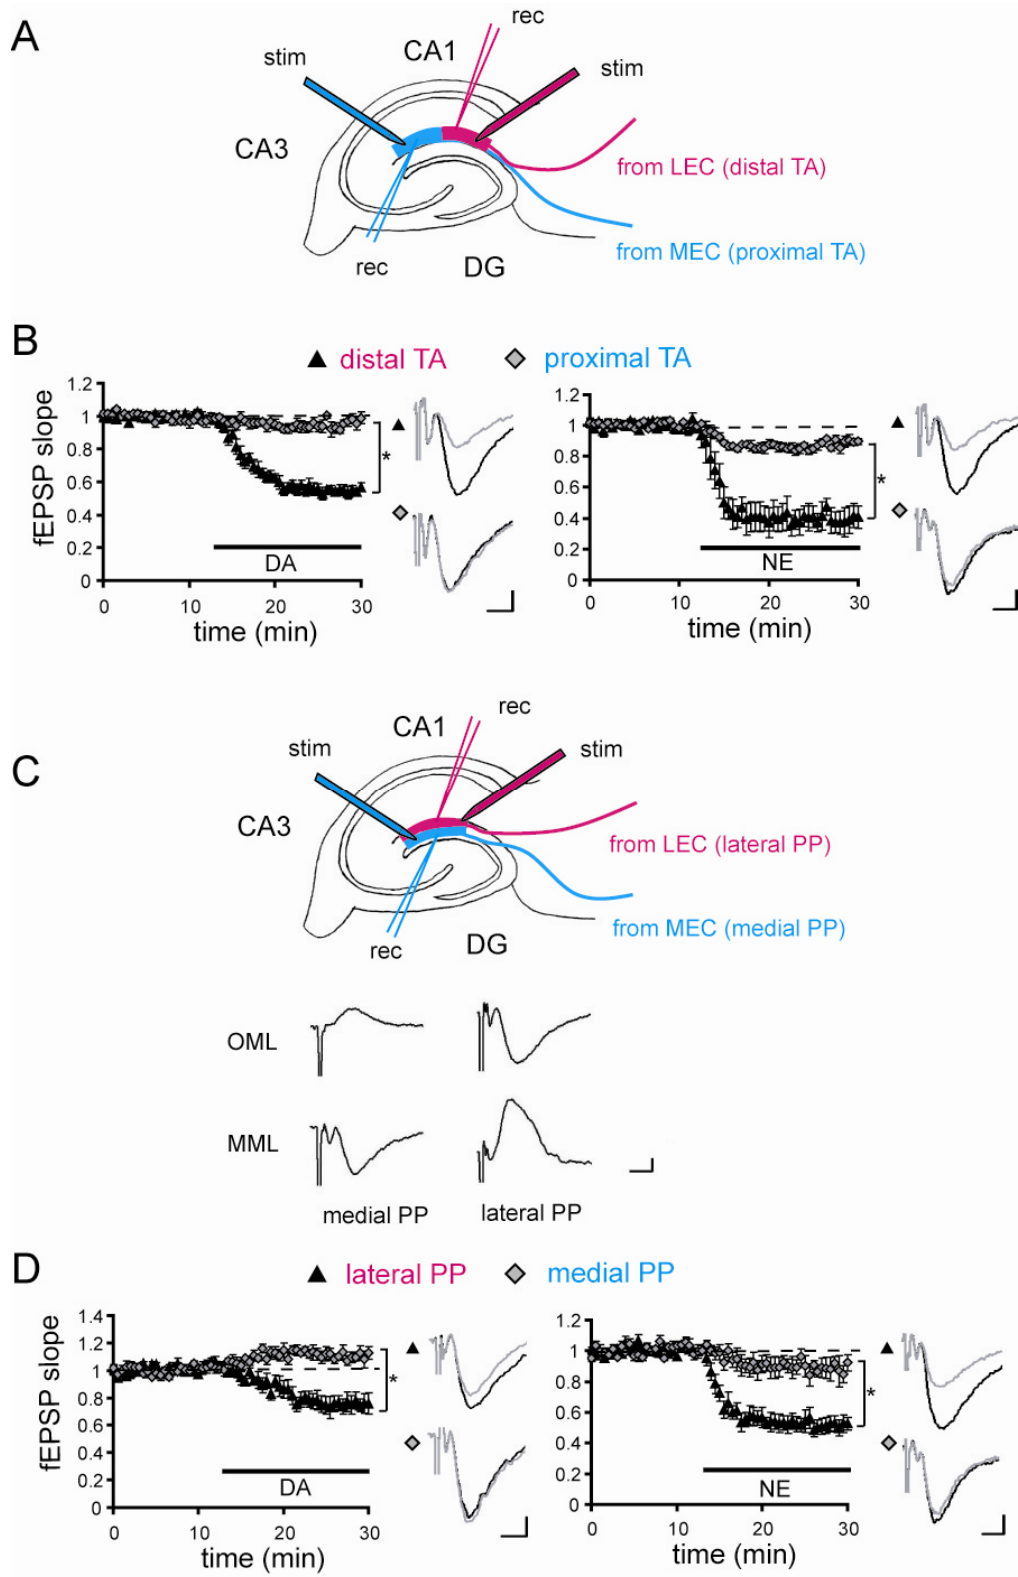 A
rec
CA1
stim
stim
CA3
from LEC (distal TA)
from MEC (proximal TA)
rec
DG
B
distal TA
proximal TA
fEPSP slope
1.2
1
0.8
0.6
0.4
0.2
0
*
DA
0
10
20
30
time (min)
1.2
1
0.8
0.6
0.4
0.2
0
*
NE
0
10
20
30
time (min)
C
rec
CA1
stim
stim
CA3
from LEC (lateral PP)
from MEC (medial PP)
rec
DG
OML
MML
medial PP
lateral PP
D
lateral PP
medial PP
fEPSP slope
1.4
1.2
1
0.8
0.6
0.4
0.2
0
*
DA
0
10
20
30
time (min)
1.2
1
0.8
0.6
0.4
0.2
0
*
NE
0
10
20
30
time (min)